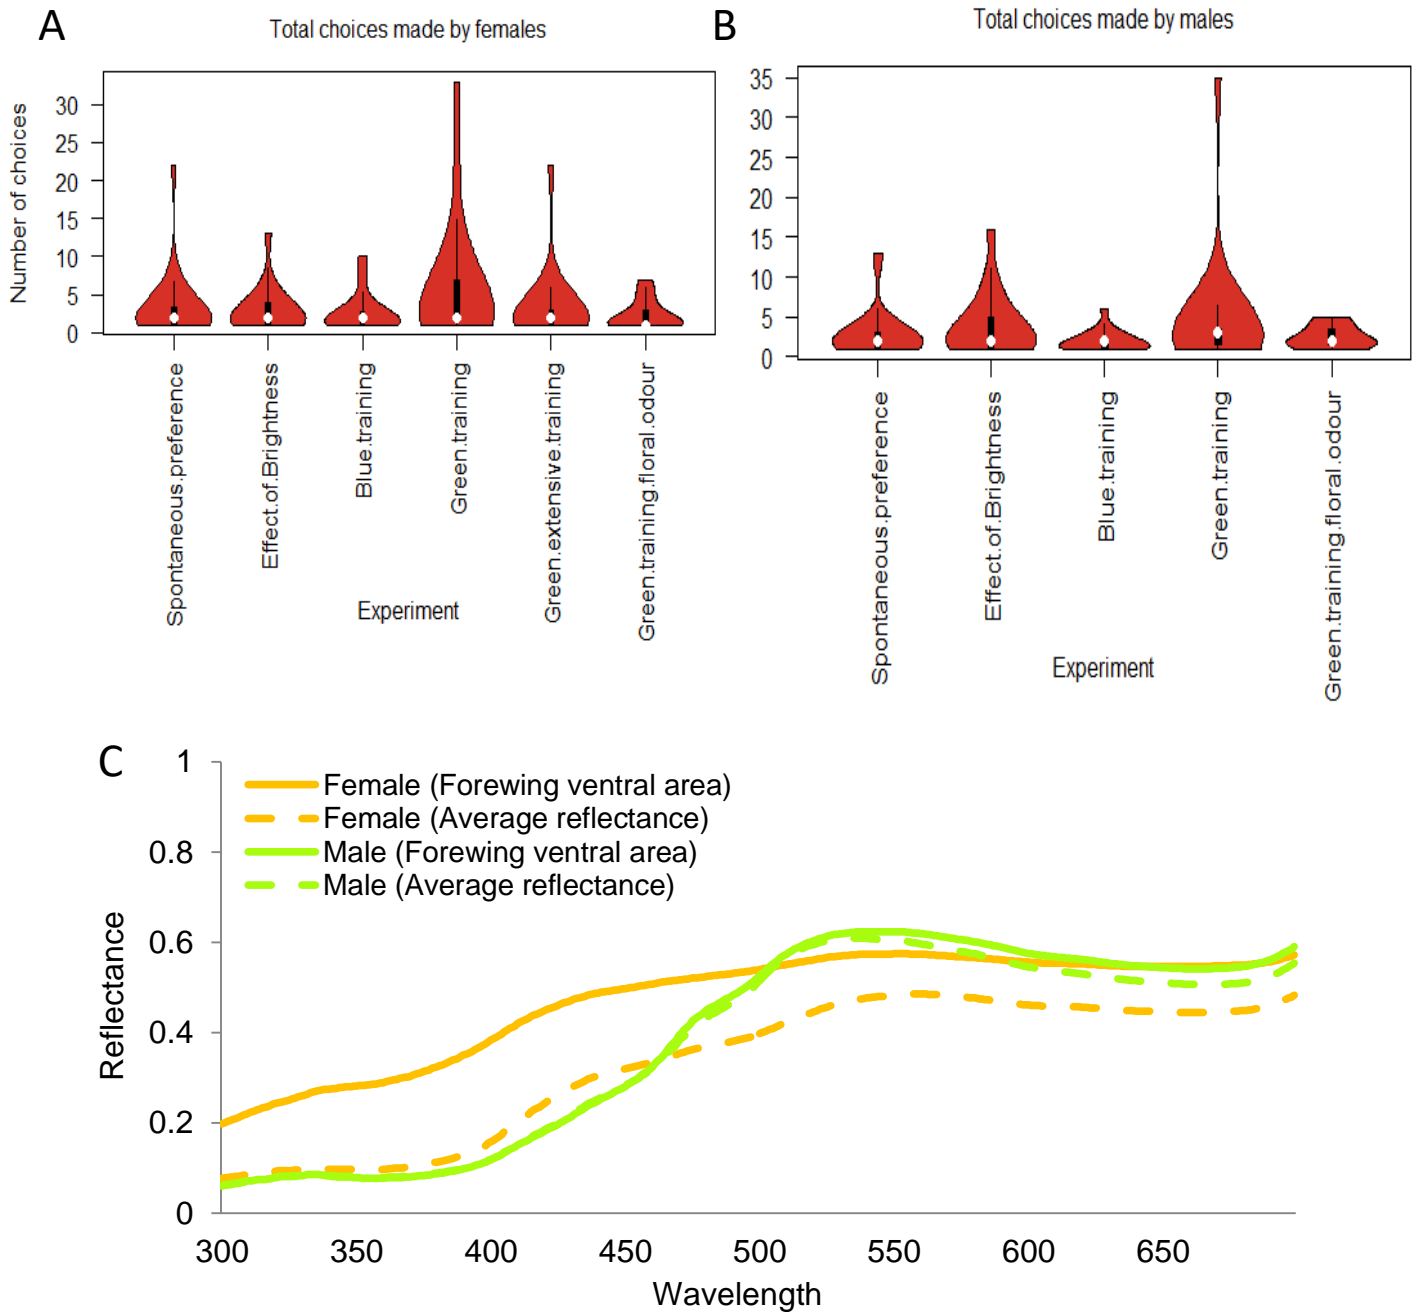 A
Total choices made by females
Number of choices
30
25
20
15
10
5
0
Spontaneous.preference
Effect.of.Brightness
Blue.training
Green.training
Green.extensive.training
Green.training.floral.odour
Experiment
B
Total choices made by males
35
30
25
20
15
10
5
0
Spontaneous.preference
Effect.of.Brightness
Blue.training
Green.training
Green.training.floral.odour
Experiment
C
Female (Forewing ventral area)
Female (Average reflectance)
Male (Forewing ventral area)
Male (Average reflectance)
Reflectance
1
0.8
0.6
0.4
0.2
0
300 350 400 450 500 550 600 650
Wavelength